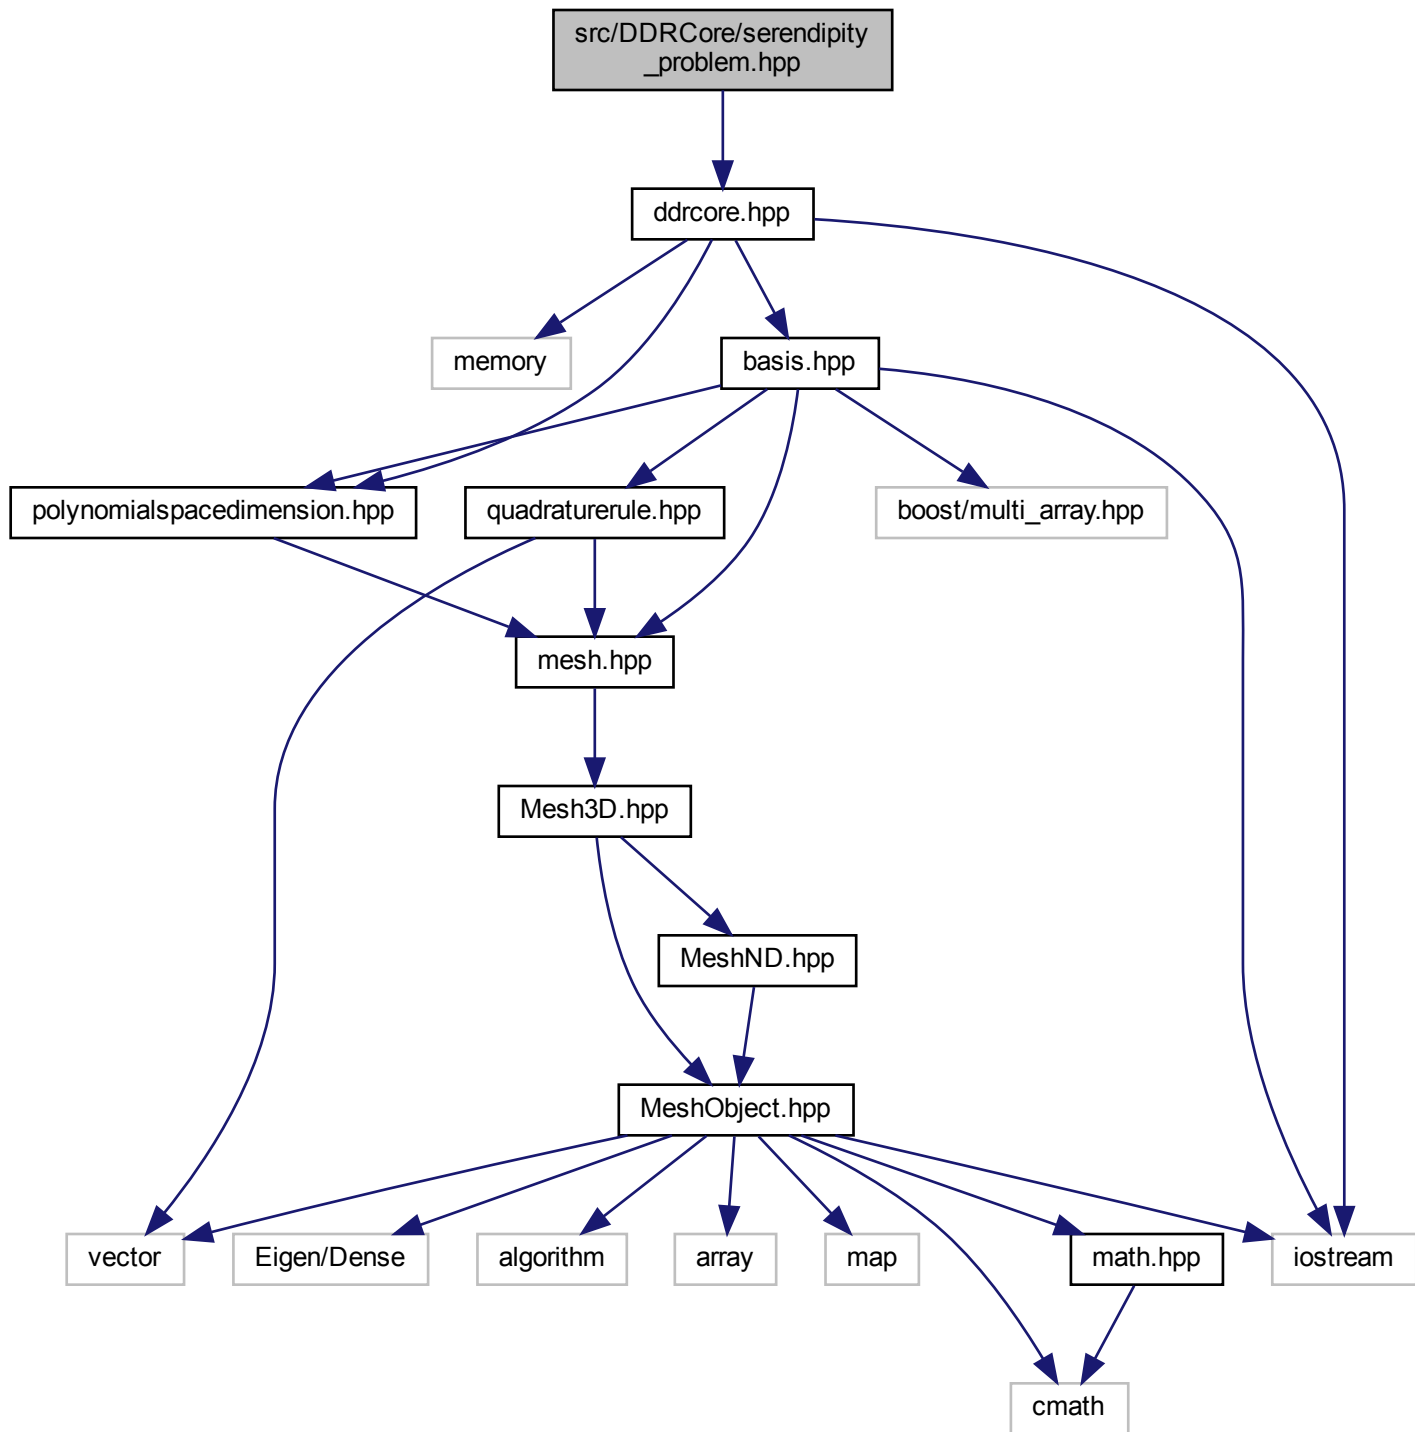 src/DDRCore/serendipity
_problem.hpp
ddrcore.hpp
memory
basis.hpp
polynomialspacedimension.hpp
quadraturerule.hpp
boost/multi_array.hpp
mesh.hpp
Mesh3D.hpp
MeshND.hpp
MeshObject.hpp
vector
Eigen/Dense
algorithm
array
map
math.hpp
iostream
cmath